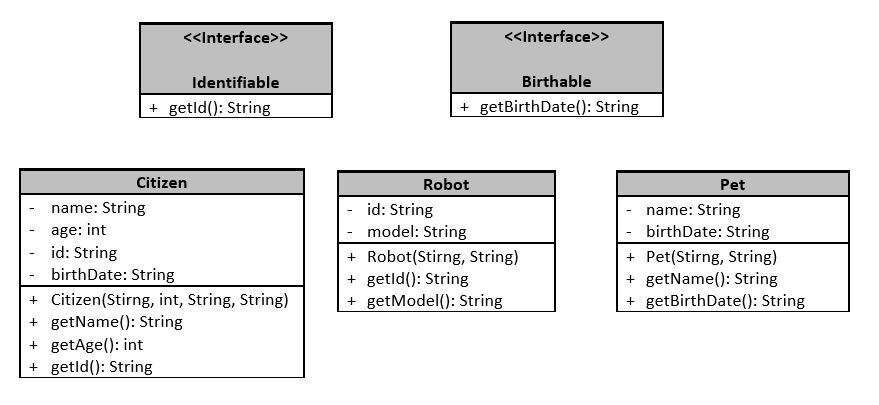 <<Interface>>
Identifiable
+ getId(): String
<<Interface>>
Birthable
+ getBirthDate(): String
Citizen
- name: String
- age: int
- id: String
- birthDate: String
+ Citizen(Stirng, int, String, String)
+ getName(): String
+ getAge(): int
+ getId(): String
Robot
- id: String
- model: String
+ Robot(Stirng, String)
+ getId(): String
+ getModel(): String
Pet
- name: String
- birthDate: String
+ Pet(Stirng, String)
+ getName(): String
+ getBirthDate(): String